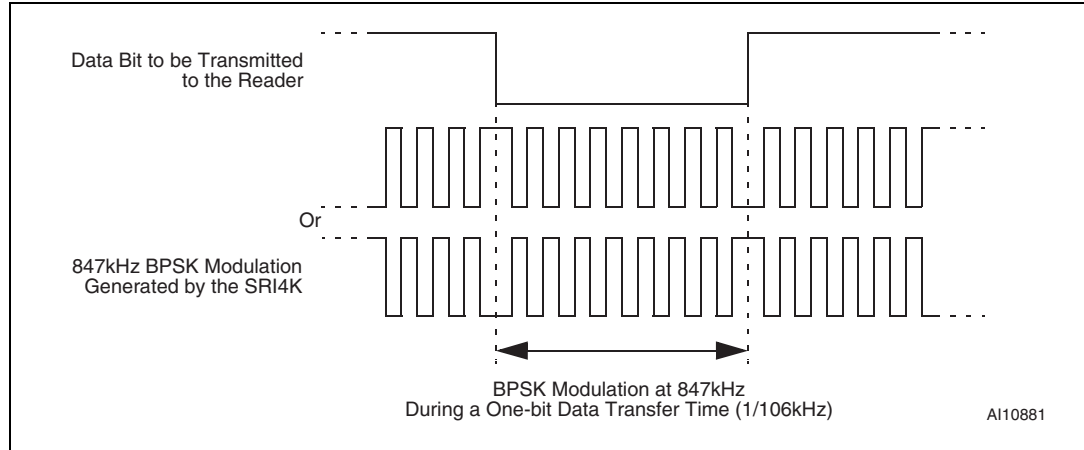 Data Bit to be Transmitted
to the Reader
Or
847kHz BPSK Modulation
Generated by the SRI4K
BPSK Modulation at 847kHz
During a One-bit Data Transfer Time (1/106kHz)
AI10881